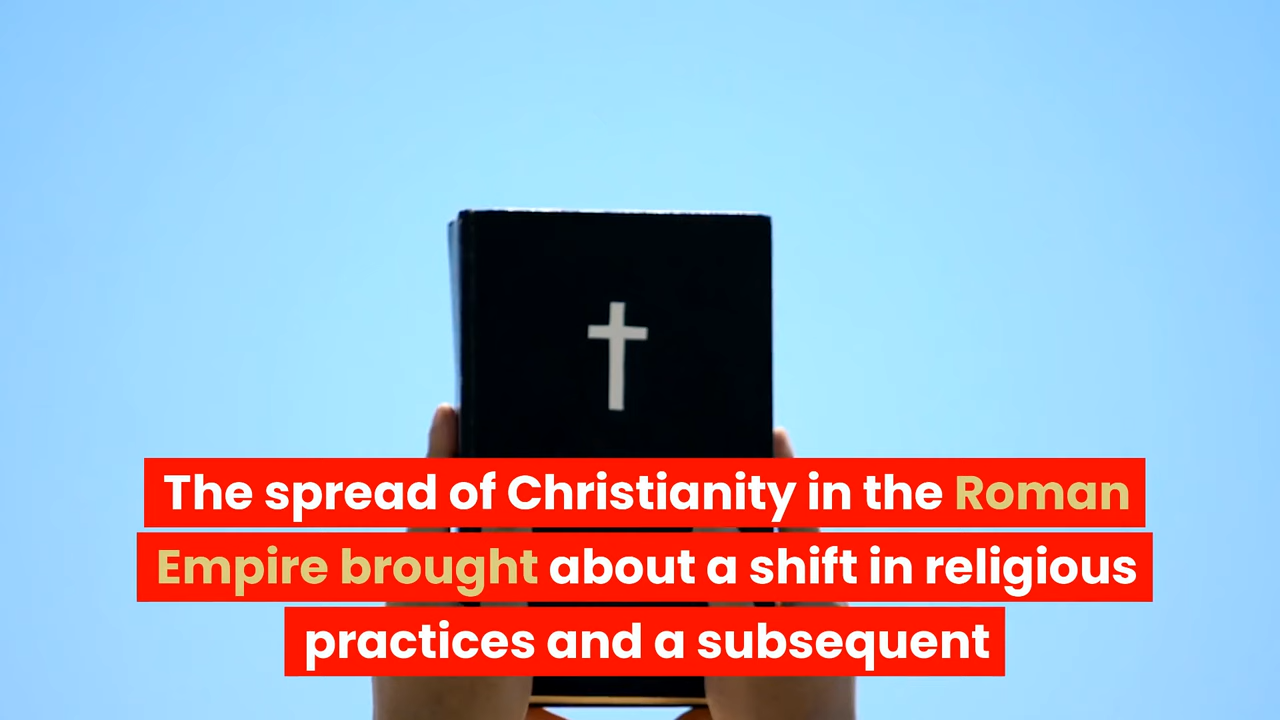 The spread of Christianity in the Roman
Empire brought about a shift in religious
practices and a subsequent